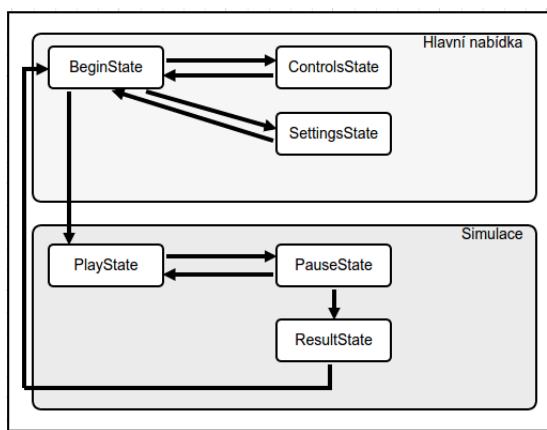 Hlavní nabídka
BeginState
ControlsState
SettingsState
Simulace
PlayState
PauseState
ResultState